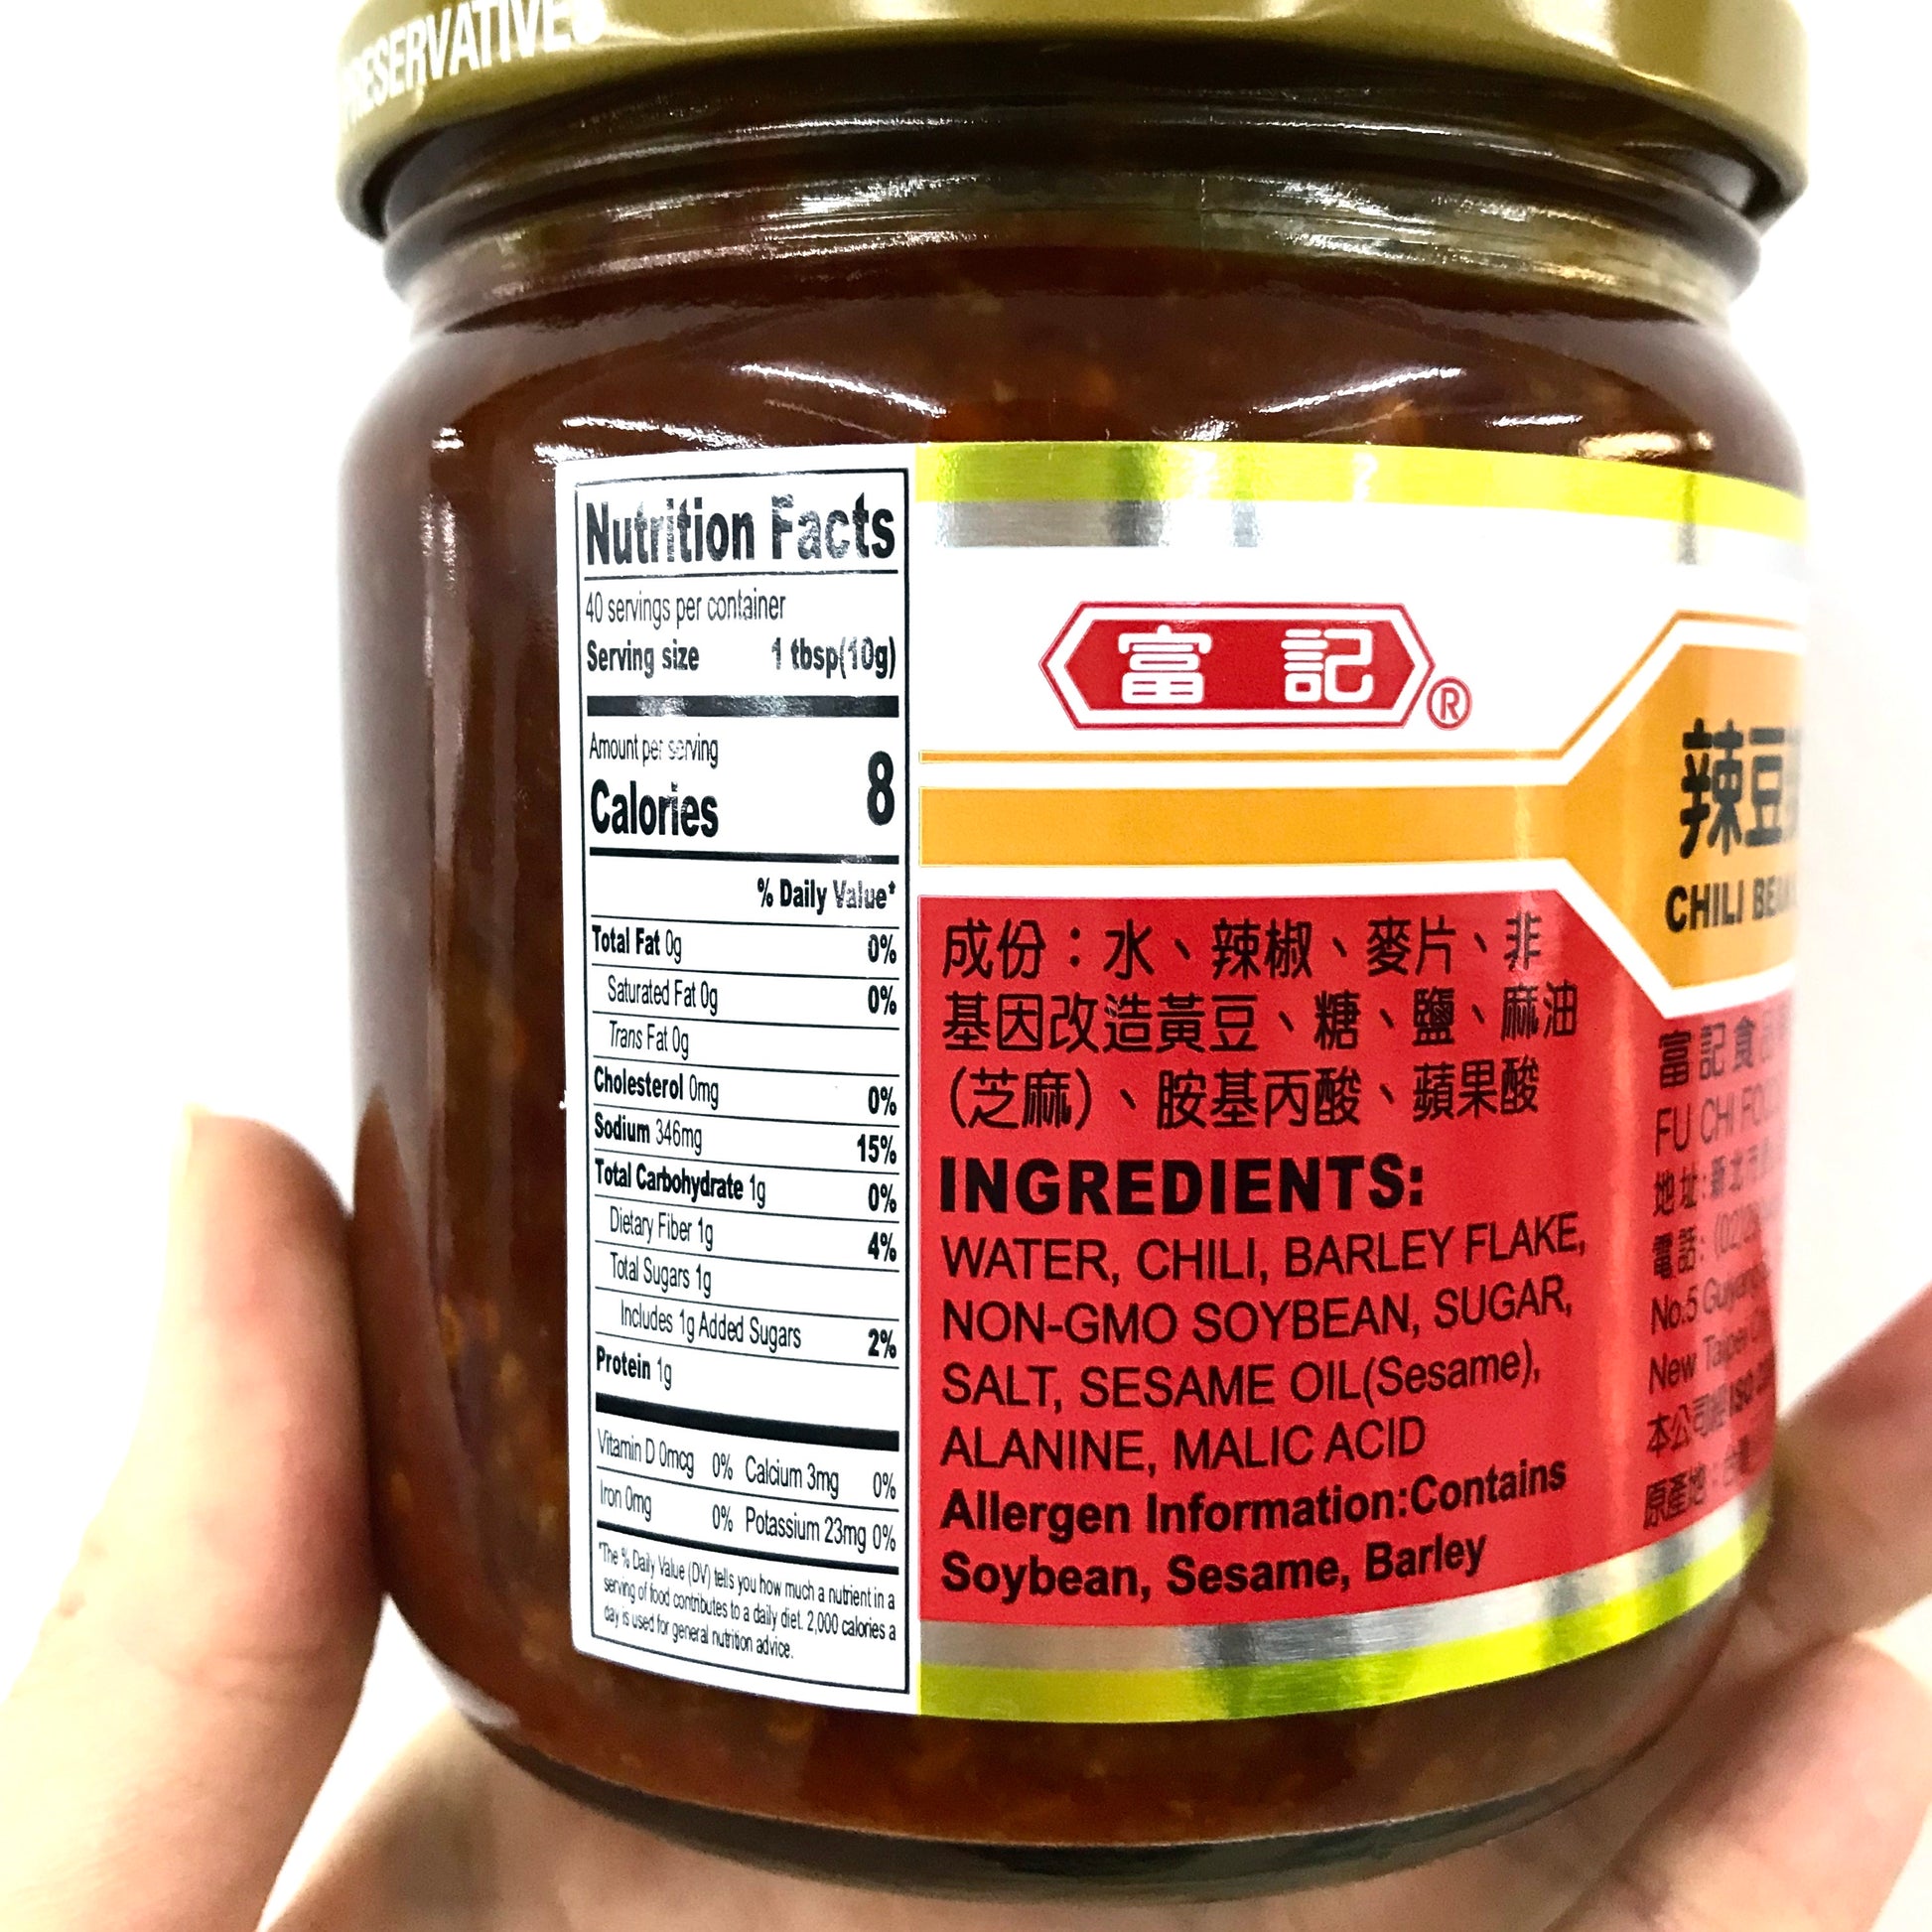 PRESERVATIVES
Nutrition Facts
40 servings per container
Serving size 1 tbsp(10g)
Amount per serving
Calories 8
% Daily Value*
Total Fat 0g 0%
Saturated Fat 0g 0%
Trans Fat 0g
Cholesterol 0mg 0%
Sodium 346mg 15%
Total Carbohydrate 1g 0%
Dietary Fiber 1g 4%
Total Sugars 1g
Includes 1g Added Sugars 2%
Protein 1g
Vitamin D 0mcg 0% Calcium 3mg 0%
Iron 0mg 0% Potassium 23mg 0%
*The % Daily Value (DV) tells you how much a nutrient in a
serving of food contributes to a daily diet. 2,000 calories a
day is used for general nutrition advice.
富記®
成份：水、辣椒、麥片、非
基因改造黃豆、糖、鹽、麻油
（芝麻）、胺基丙酸、蘋果酸
INGREDIENTS:
WATER, CHILI, BARLEY FLAKE,
NON-GMO SOYBEAN, SUGAR,
SALT, SESAME OIL(Sesame),
ALANINE, MALIC ACID
Allergen Information:Contains
Soybean, Sesame, Barley
辣豆
CHILI BEAN
富記食
FU CHI
地址:新北市
電話: (02)
No.5
New Taipei
本公司
原產地: